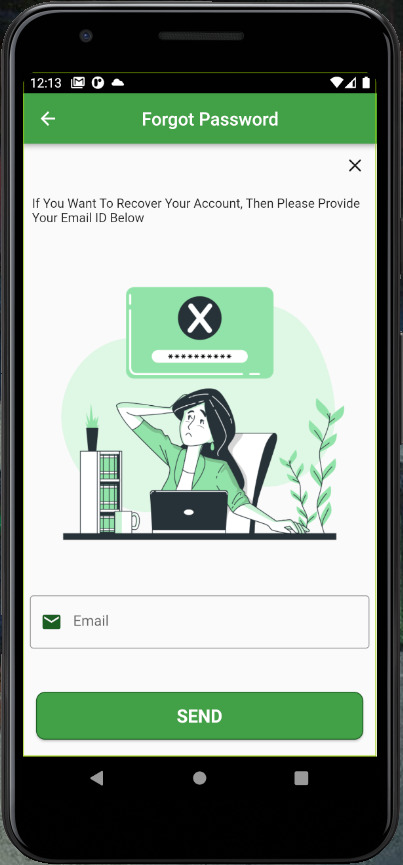 12:13
Forgot Password
If You Want To Recover Your Account, Then Please Provide
Your Email ID Below
X
**********
Email
SEND